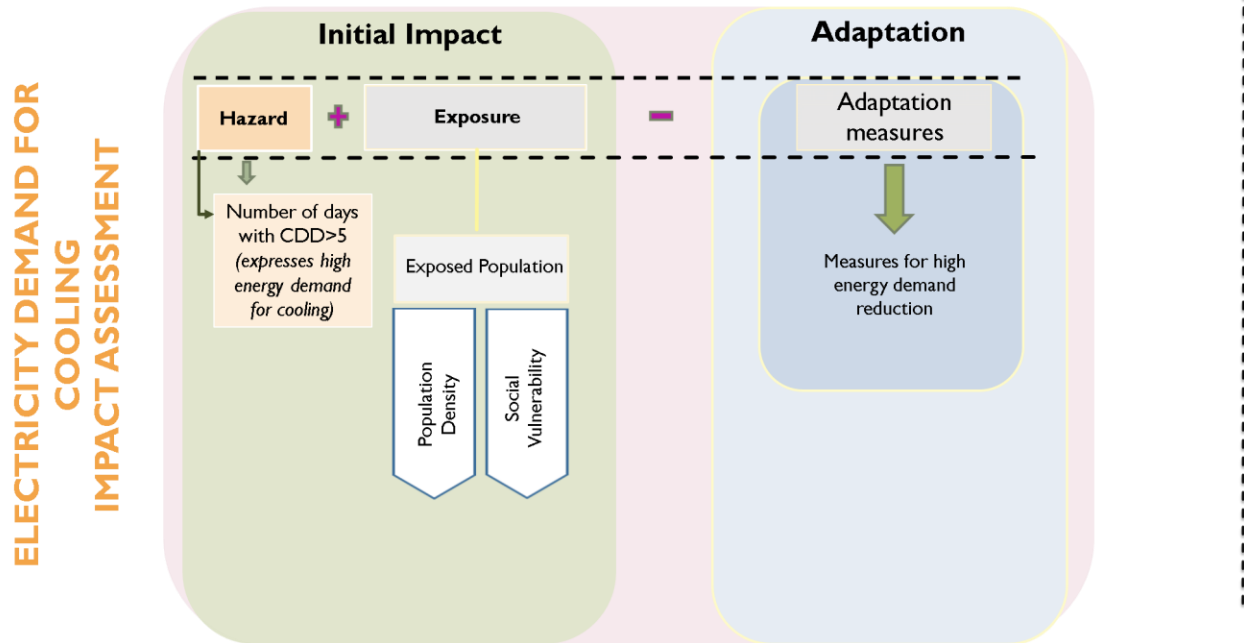 ELECTRICITY DEMAND FOR
COOLING
IMPACT ASSESSMENT
Initial Impact
Adaptation
Hazard
Exposure
Adaptation
measures
Number of days
with CDD>5
(expresses high
energy demand
for cooling)
Exposed Population
Population
Density
Social
Vulnerability
Measures for high
energy demand
reduction